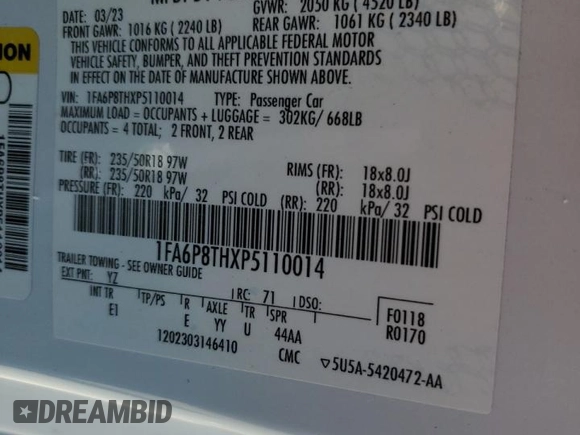 DATE: 03/23
GVWR: 2050 KG ( 4520 LB)
FRONT GAWR: 1016 KG ( 2240 LB)
REAR GAWR: 1061 KG ( 2340 LB)
THIS VEHICLE CONFORMS TO ALL APPLICABLE FEDERAL MOTOR
VEHICLE SAFETY, BUMPER, AND THEFT PREVENTION STANDARDS
IN EFFECT ON THE DATE OF MANUFACTURE SHOWN ABOVE.
VIN: 1FA6P8THXP5110014 TYPE: Passenger Car
MAXIMUM LOAD = OCCUPANTS + LUGGAGE = 302KG/ 668LB
OCCUPANTS = 4 TOTAL; 2 FRONT, 2 REAR
TIRE (FR): 235/50R18 97W RIMS (FR): 18x8.0J
(RR): 235/50R18 97W (RR): 18x8.0J
PRESSURE (FR): 220 kPa/ 32 PSI COLD (RR): 220 kPa/ 32 PSI COLD
1FA6P8THXP5110014
TRAILER TOWING - SEE OWNER GUIDE
EXT PNT: YZ RC: 71 DSO:
INT TR TP/PS R AXLE TR SPR F0118
EI E YY U 44AA R0170
1202303146410 CMC ▽5U5A-5420472-AA
DREAMBID